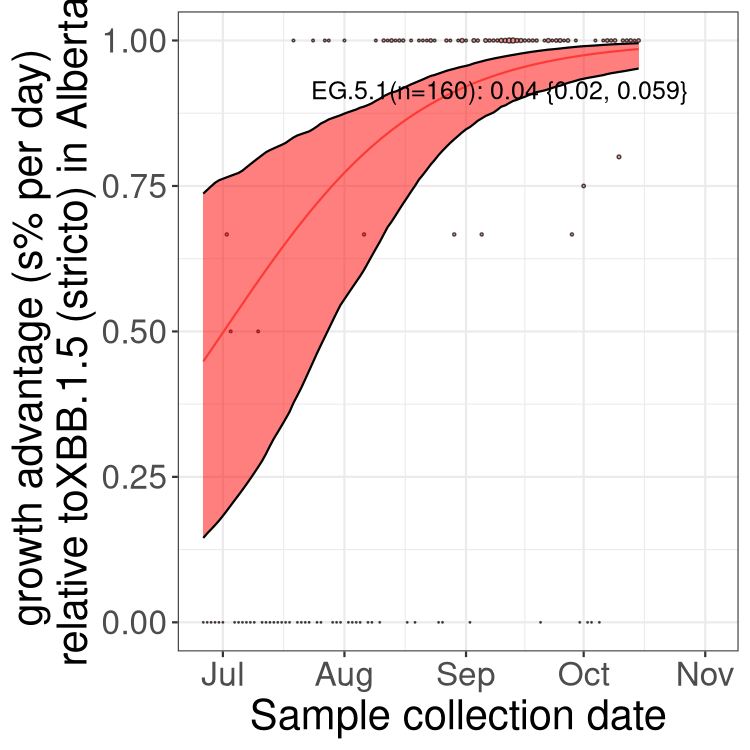 growth advantage (s% per day)
relative toXBB.1.5 (stricto) in Alberta
1.00
0.75
0.50
0.25
0.00
EG.5.1(n=160): 0.04 {0.02, 0.059}
Jul Aug Sep Oct Nov
Sample collection date